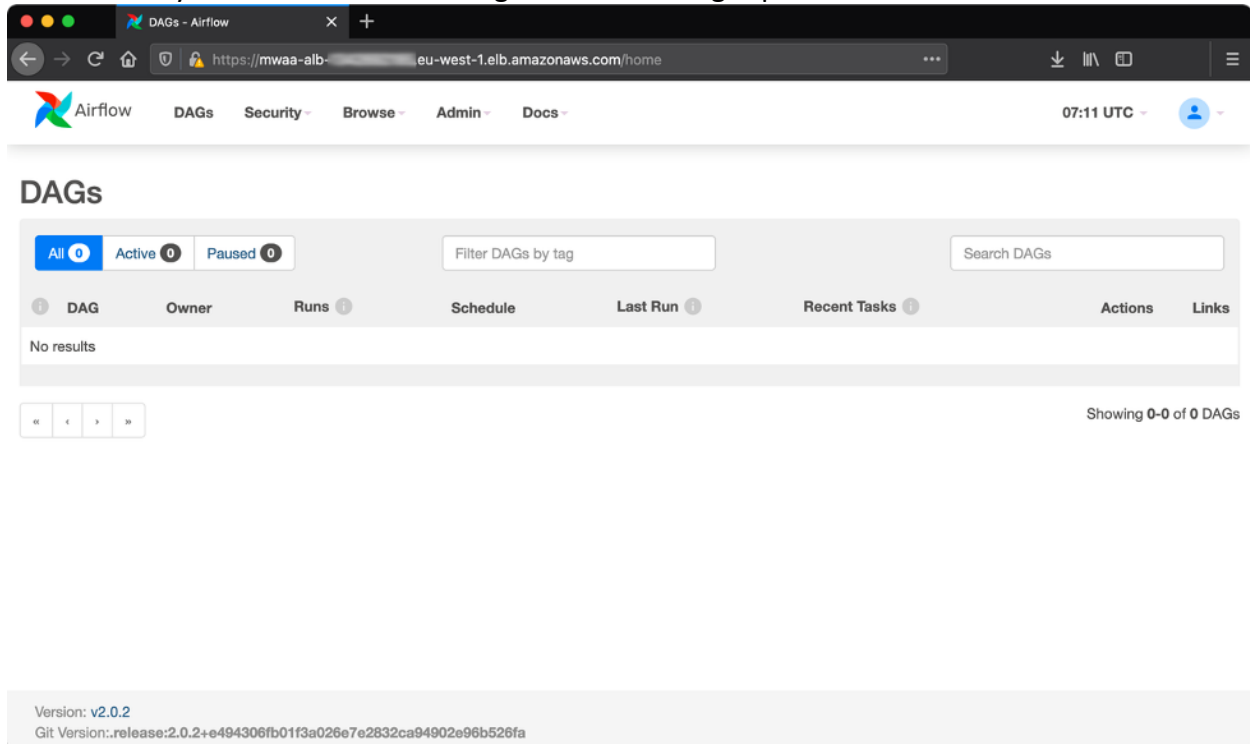 DAGs - Airflow
https://mwaa-alb- .eu-west-1.elb.amazonaws.com/home
Airflow DAGs Security Browse Admin Docs 07:11 UTC
DAGs
All 0 Active 0 Paused 0 Filter DAGs by tag Search DAGs
DAG Owner Runs Schedule Last Run Recent Tasks Actions Links
No results
« ‹ › » Showing 0-0 of 0 DAGs
Version: v2.0.2
Git Version:.release:2.0.2+e494306fb01f3a026e7e2832ca94902e96b526fa